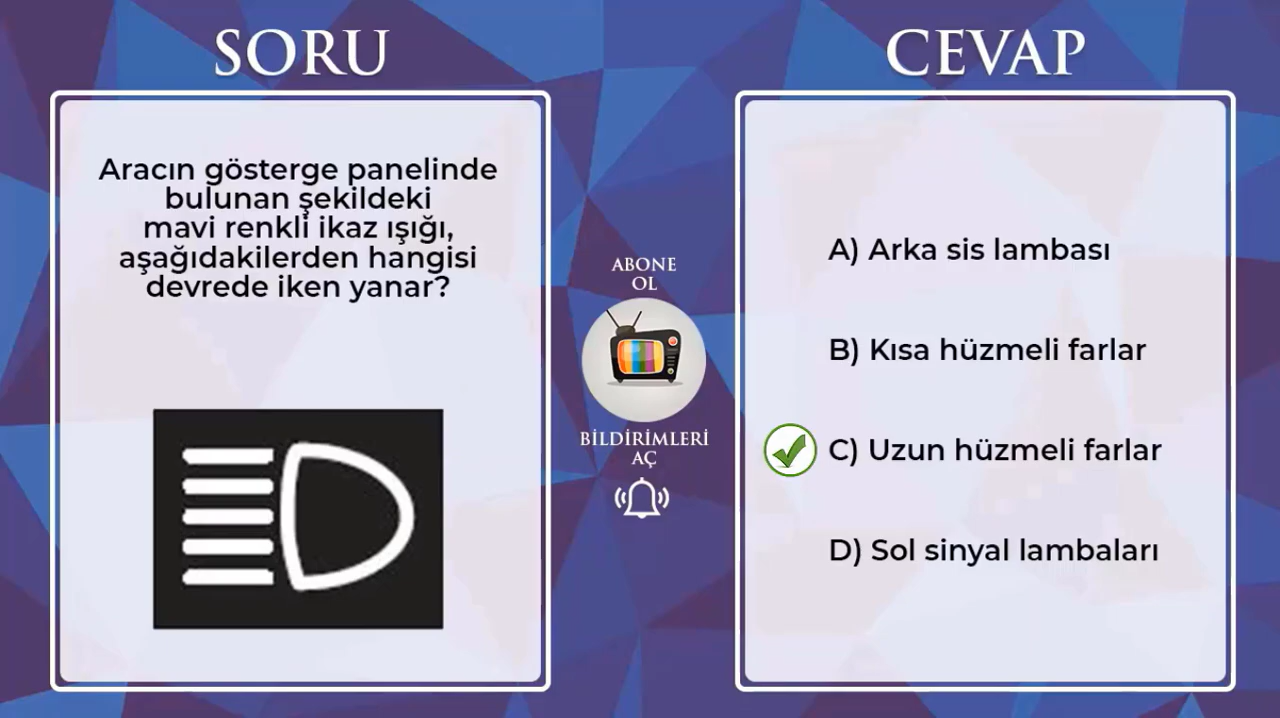 SORU
Aracın gösterge panelinde
bulunan şekildeki
mavi renkli ikaz ışığı,
aşağıdakilerden hangisi
devrede iken yanar?
ABONE
OL
BİLDİRİMLERİ
AÇ
CEVAP
A) Arka sis lambası
B) Kısa hüzmeli farlar
C) Uzun hüzmeli farlar
D) Sol sinyal lambaları